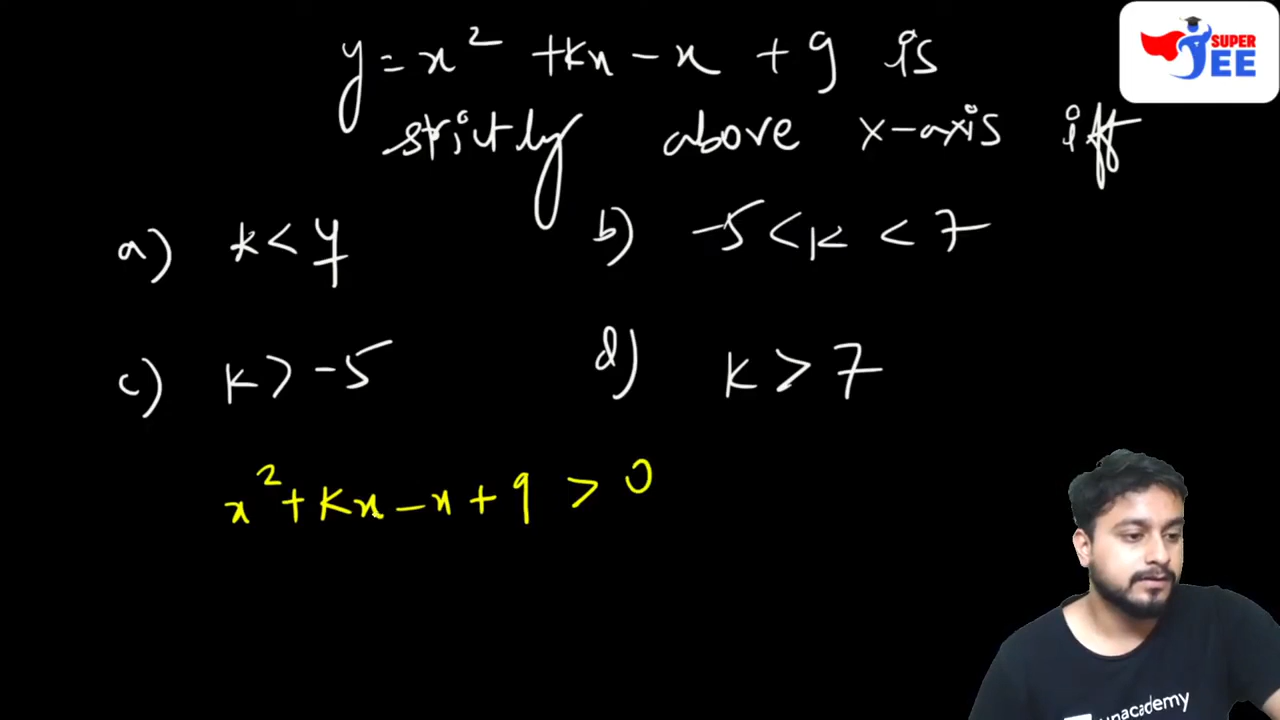 y = x² + kx - x + 9 is
strictly above x-axis iff
a) k < 4
b) -5 < k < 7
c) k > -5
d) k > 7
x² + kx - x + 9 > 0
SUPER
JEE
unacademy